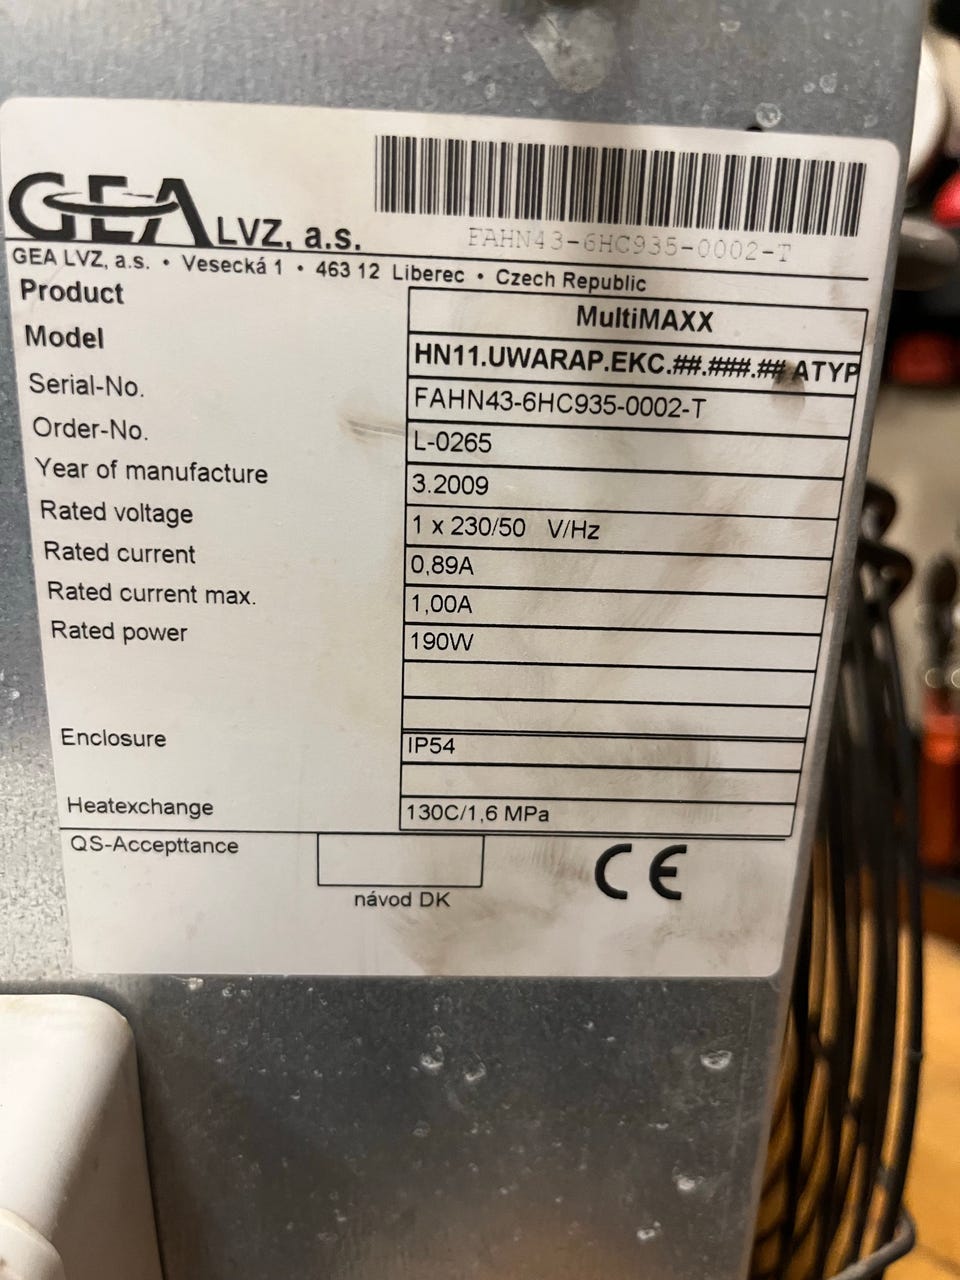 GEA LVZ, a.s.
FAHN43-6HC935-0002-T
GEA LVZ, a.s. • Vesecká 1 • 463 12 Liberec • Czech Republic
Product MultiMAXX
Model HN11.UWARAP.EKC.##.###.## ATYP
Serial-No. FAHN43-6HC935-0002-T
Order-No. L-0265
Year of manufacture 3.2009
Rated voltage 1 x 230/50 V/Hz
Rated current 0,89A
Rated current max. 1,00A
Rated power 190W
Enclosure IP54
Heatexchange 130C/1,6 MPa
QS-Accepttance
CE
návod DK